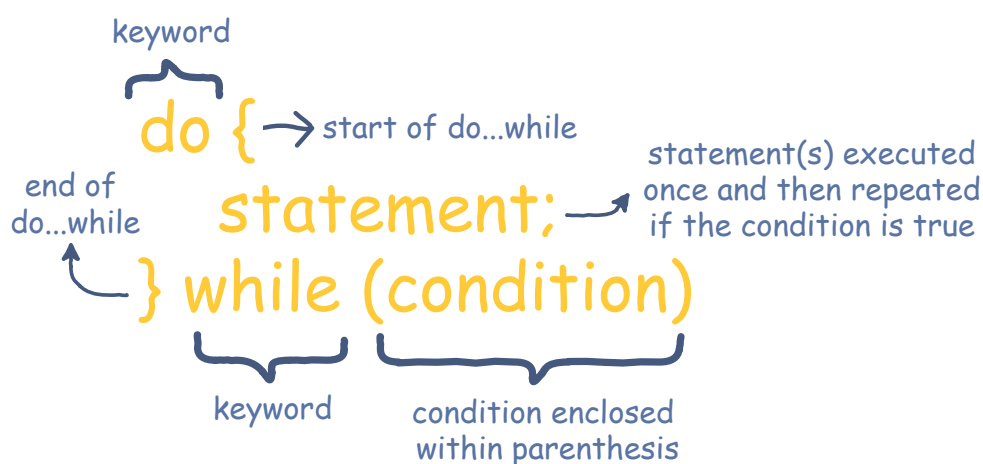 keyword
do { start of do...while
statement(s) executed
once and then repeated
if the condition is true
end of
do...while
statement;
} while (condition)
keyword
condition enclosed
within parenthesis